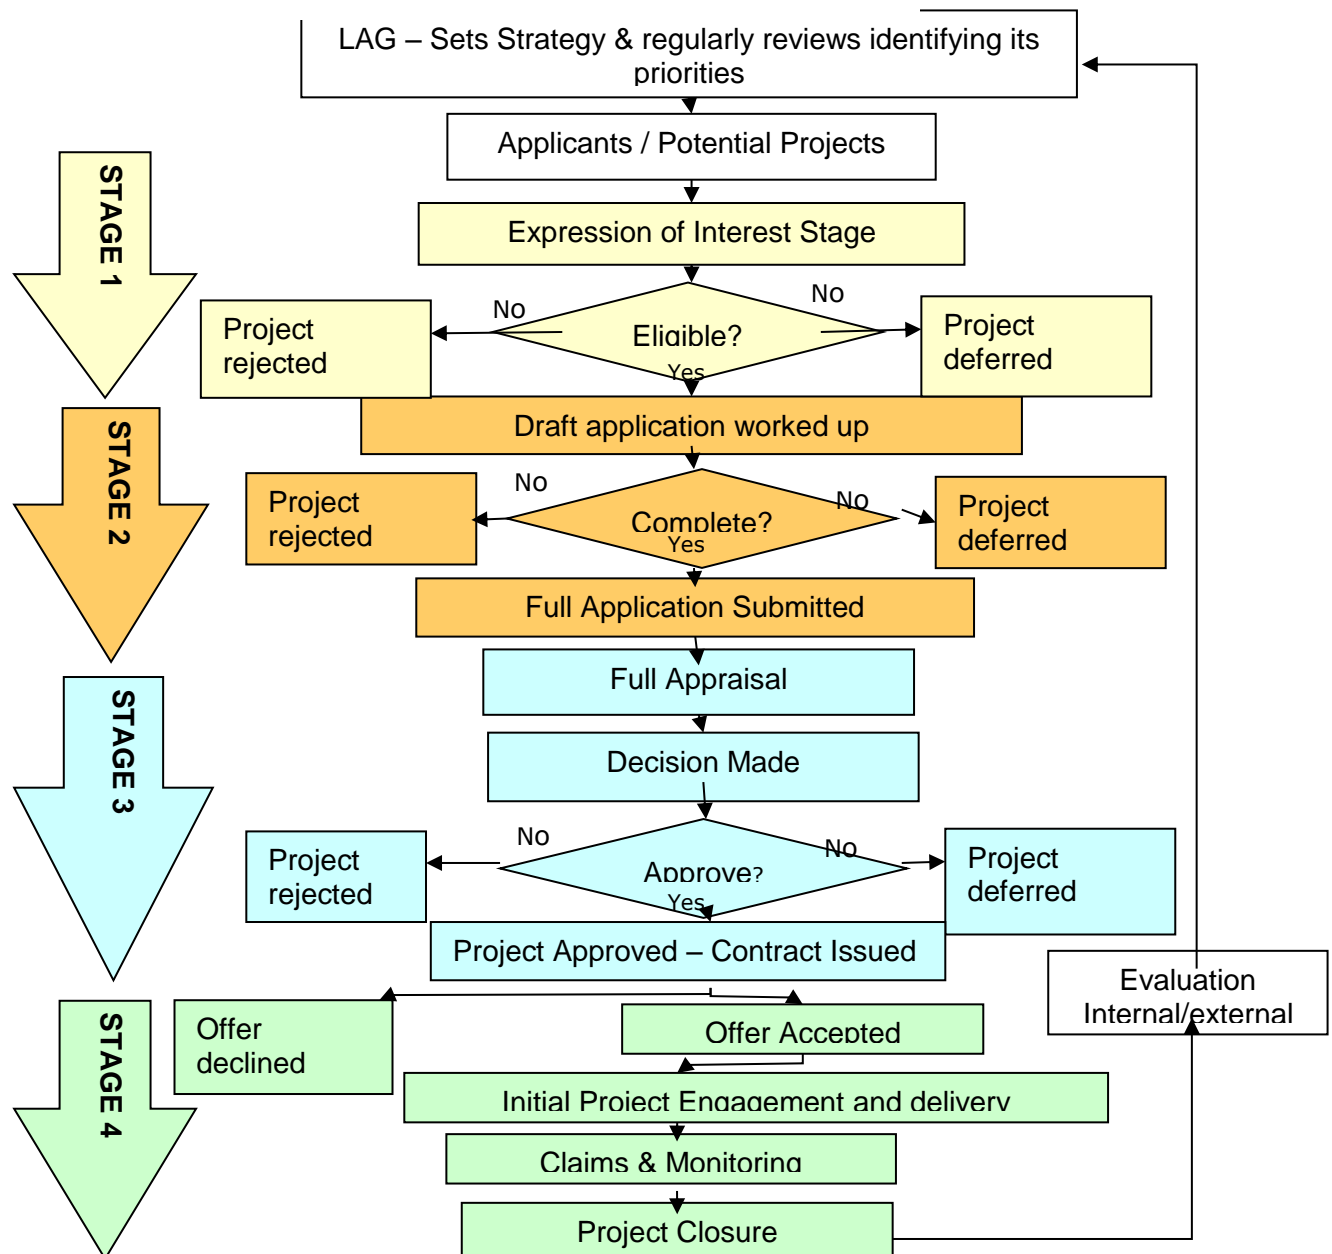 LAG – Sets Strategy & regularly reviews identifying its
priorities
Applicants / Potential Projects
STAGE 1
Expression of Interest Stage
No
No
Project
rejected
Eligible?
Project
deferred
Yes
STAGE 2
Draft application worked up
No
No
Project
rejected
Complete?
Project
deferred
Yes
Full Application Submitted
STAGE 3
Full Appraisal
Decision Made
No
No
Project
rejected
Approve?
Project
deferred
Yes
Project Approved – Contract Issued
Evaluation
Internal/external
STAGE 4
Offer
declined
Offer Accepted
Initial Project Engagement and delivery
Claims & Monitoring
Project Closure